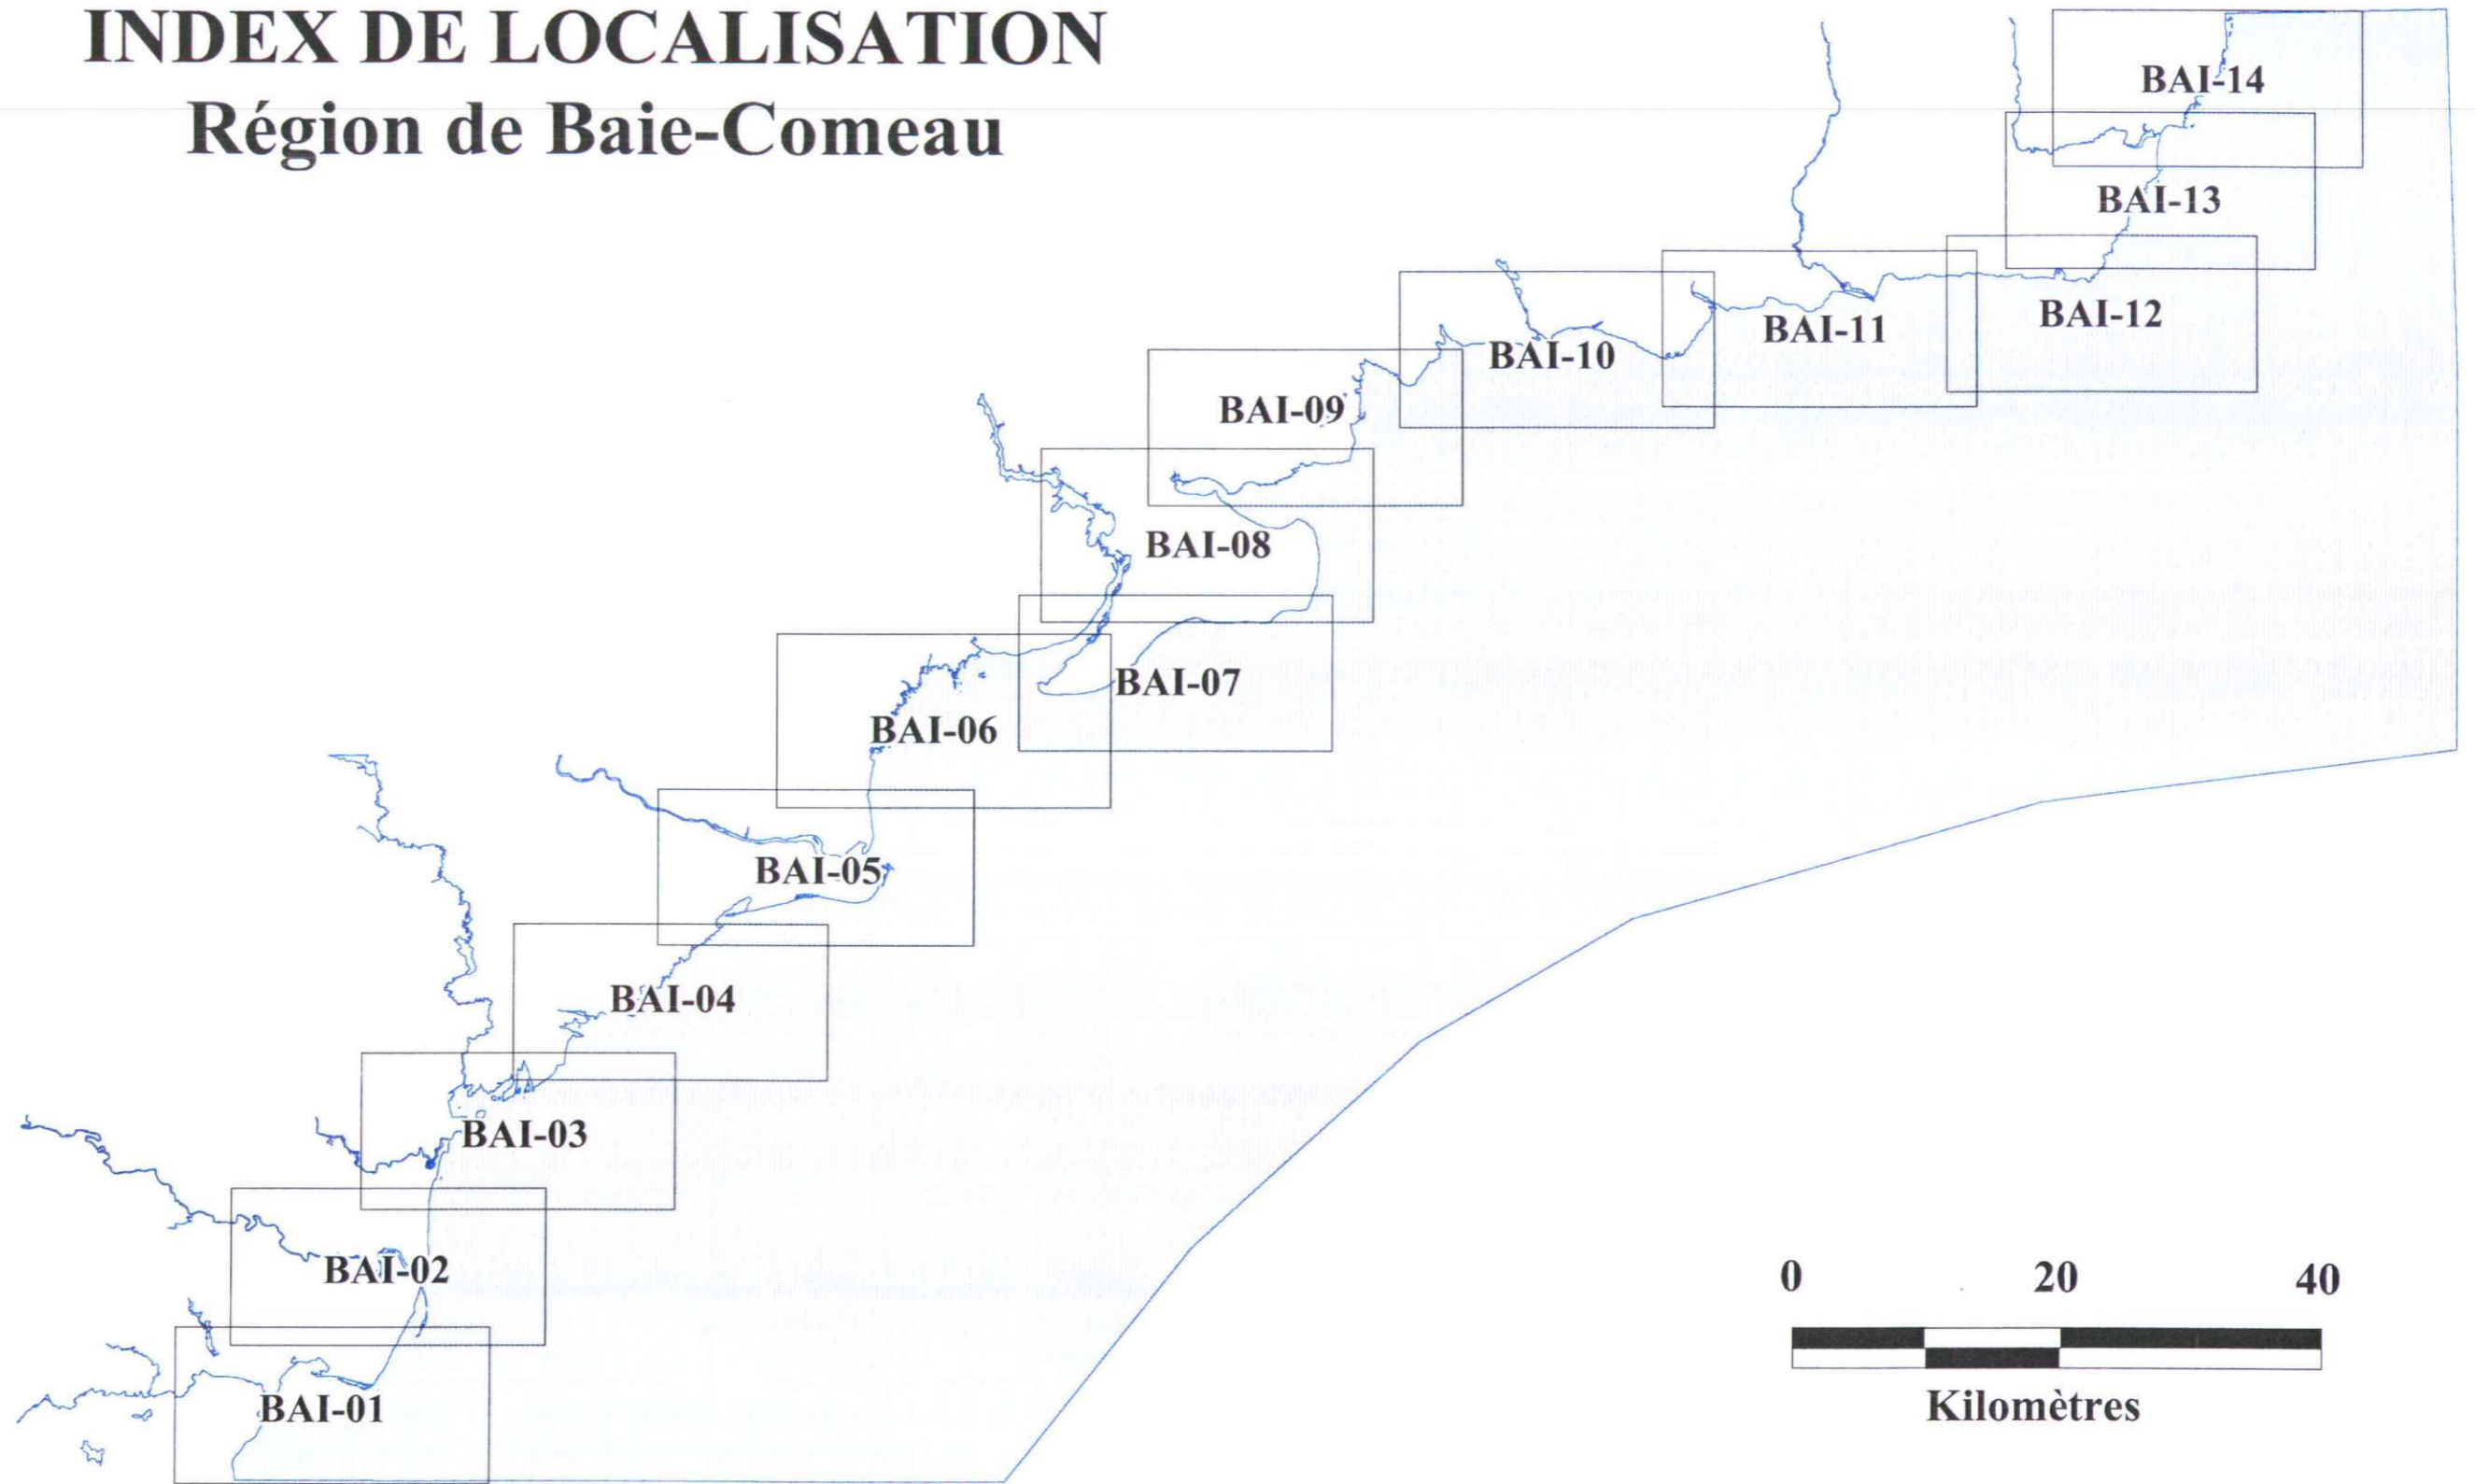 INDEX DE LOCALISATION
Région de Baie-Comeau
BAI-14
BAI-13
BAI-12
BAI-11
BAI-10
BAI-09
BAI-08
BAI-07
BAI-06
BAI-05
BAI-04
BAI-03
BAI-02
BAI-01
0 20 40
Kilomètres